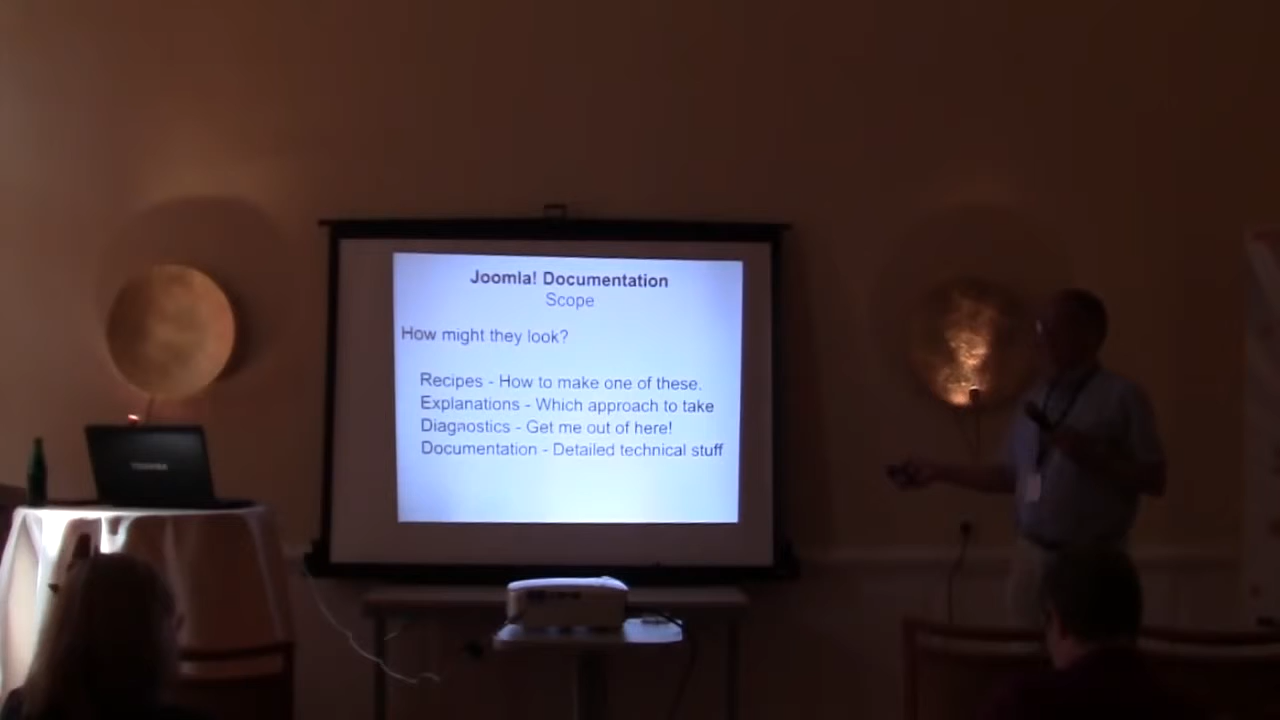 Joomla! Documentation
Scope
How might they look?
Recipes - How to make one of these.
Explanations - Which approach to take
Diagnostics - Get me out of here!
Documentation - Detailed technical stuff
TOSHIBA